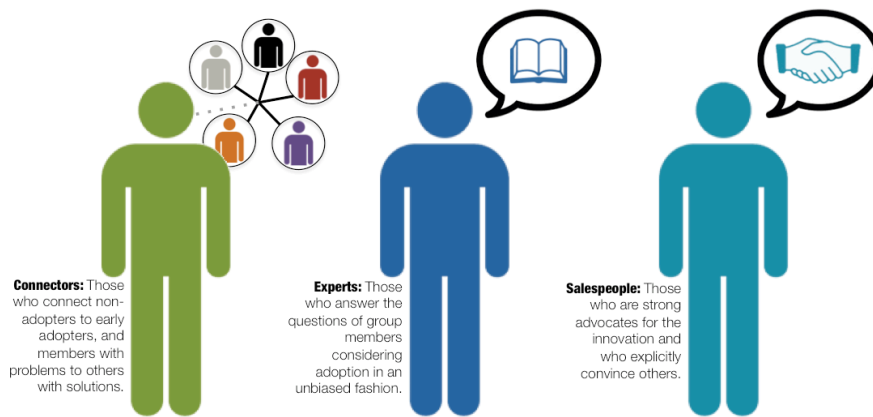 Connectors: Those
who connect non-
adopters to early
adopters, and
members with
problems to others
with solutions.
Experts: Those
who answer the
questions of group
members
considering
adoption in an
unbiased fashion.
Salespeople: Those
who are strong
advocates for the
innovation and
who explicitly
convince others.